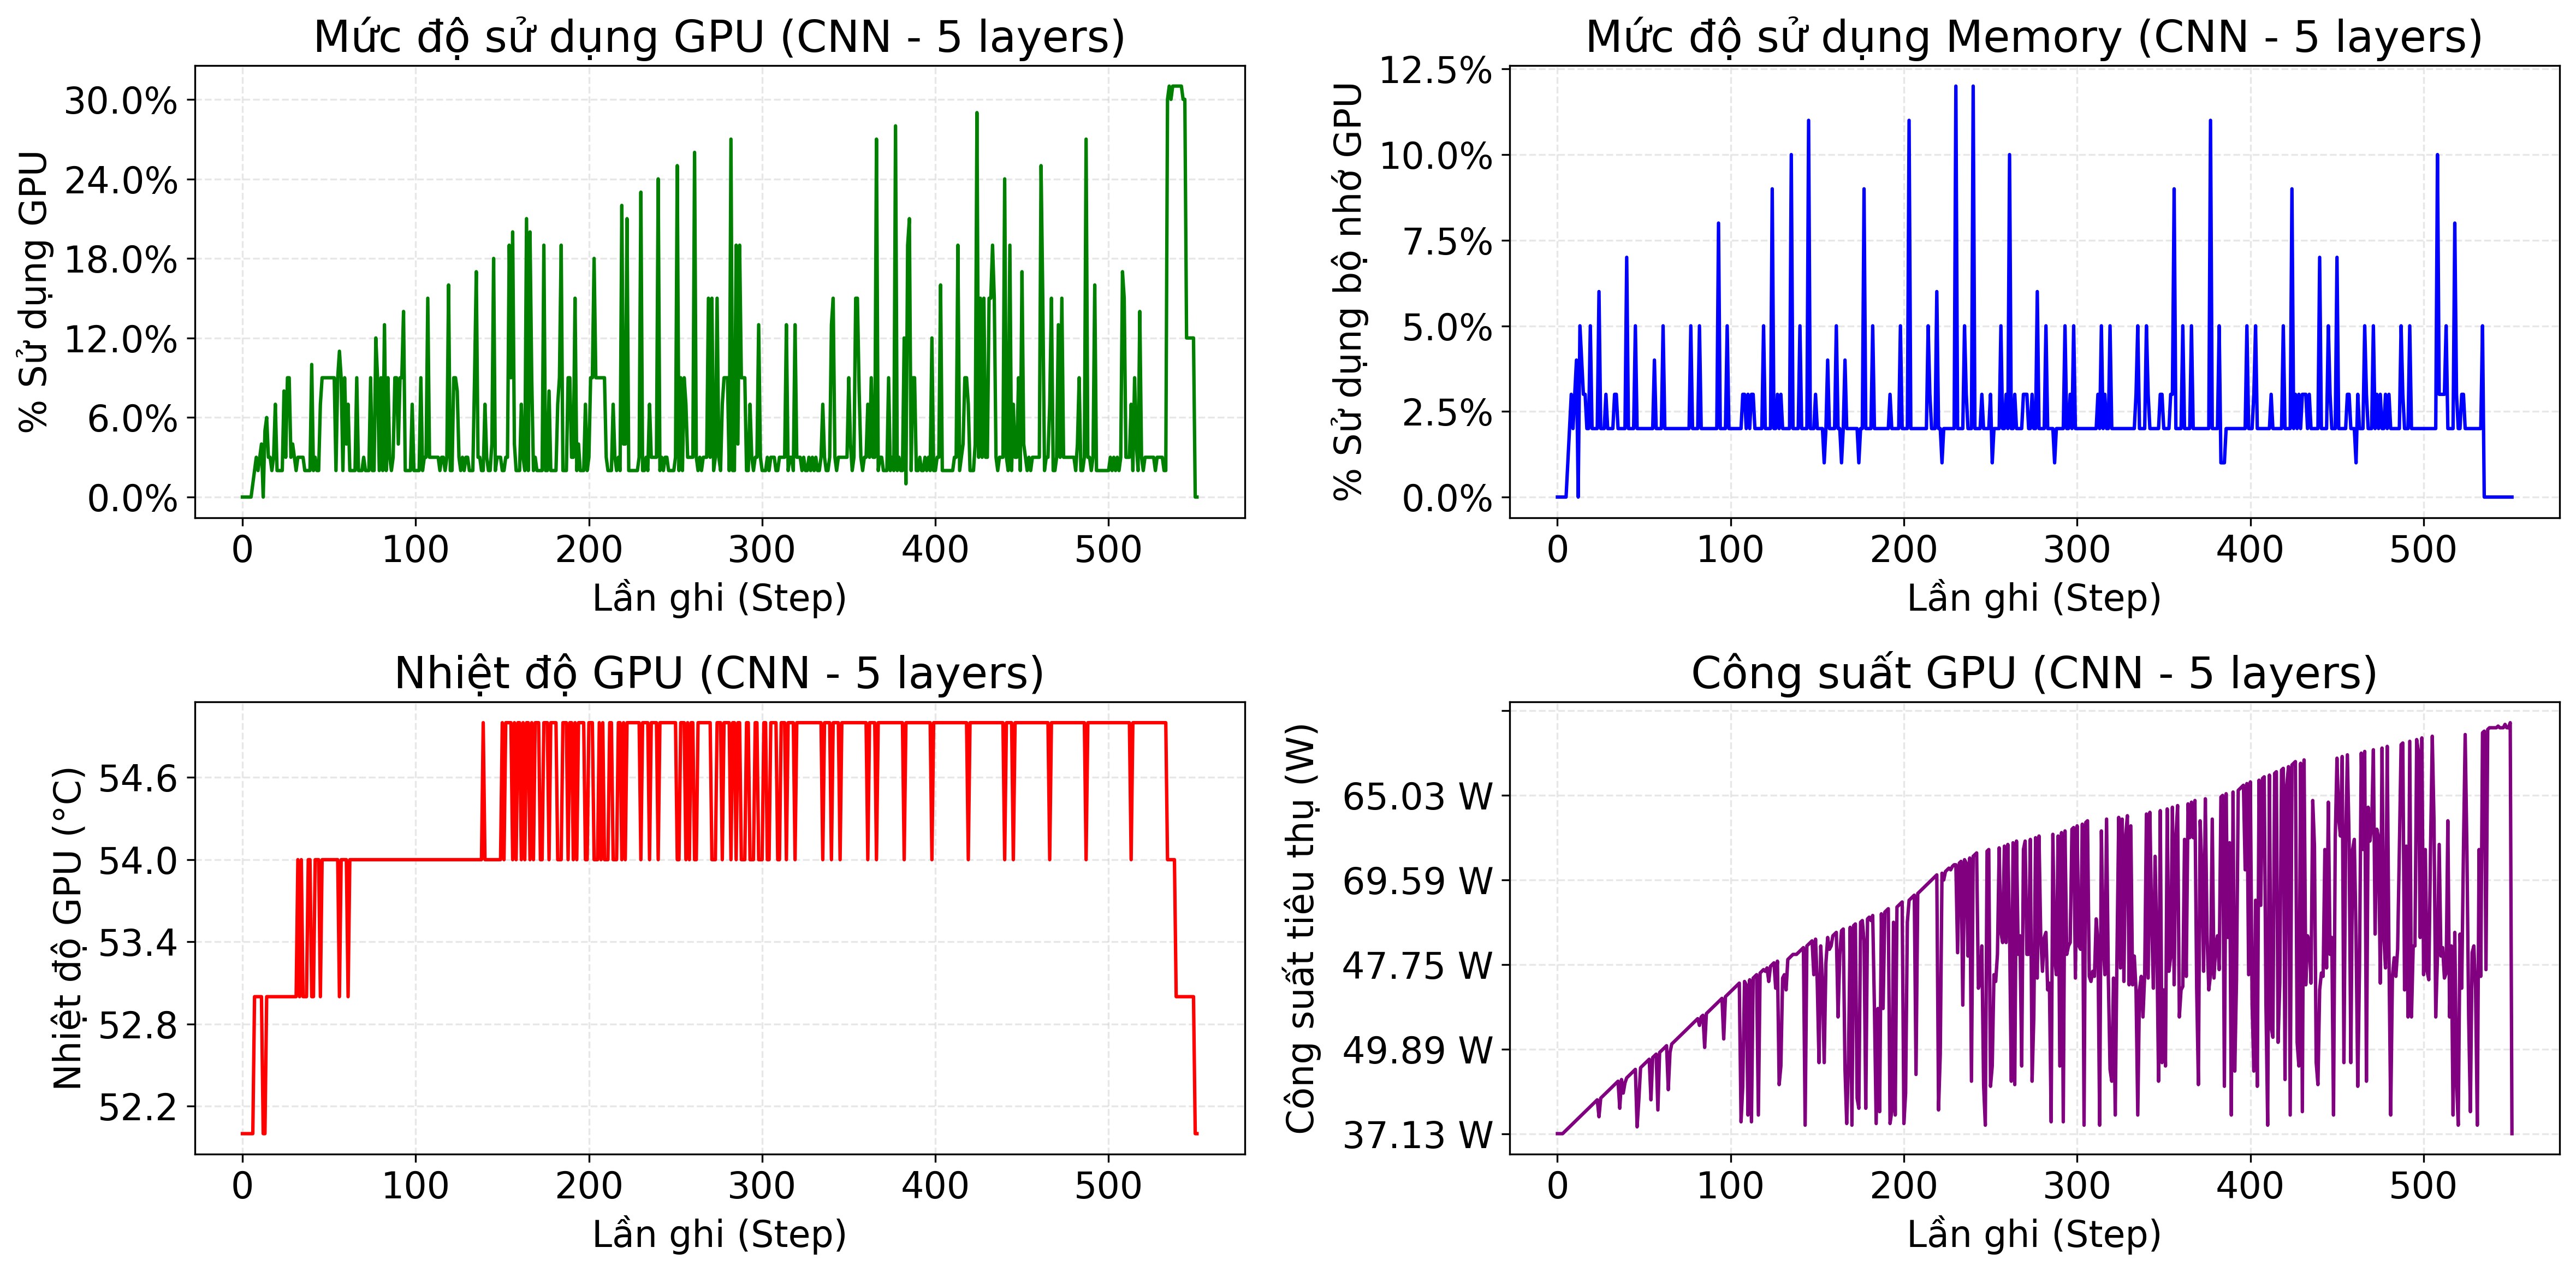 Mức độ sử dụng GPU (CNN - 5 layers)
% Sử dụng GPU
30.0%
24.0%
18.0%
12.0%
6.0%
0.0%
0 100 200 300 400 500
Lần ghi (Step)
Mức độ sử dụng Memory (CNN - 5 layers)
% Sử dụng bộ nhớ GPU
12.5%
10.0%
7.5%
5.0%
2.5%
0.0%
0 100 200 300 400 500
Lần ghi (Step)
Nhiệt độ GPU (CNN - 5 layers)
Nhiệt độ GPU (°C)
54.6
54.0
53.4
52.8
52.2
0 100 200 300 400 500
Lần ghi (Step)
Công suất GPU (CNN - 5 layers)
Công suất tiêu thụ (W)
65.03 W
69.59 W
47.75 W
49.89 W
37.13 W
0 100 200 300 400 500
Lần ghi (Step)